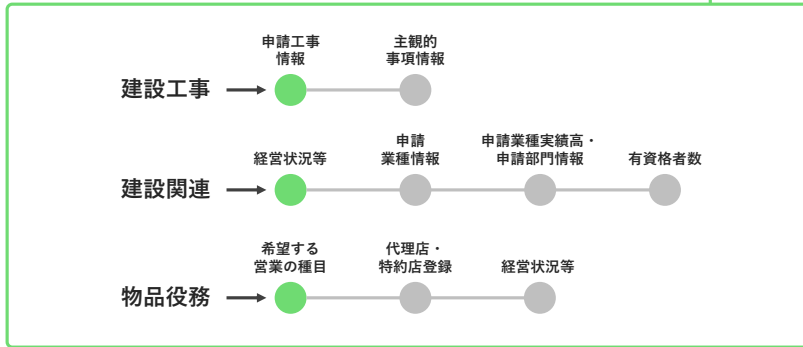 申請工事
情報
主観的
事項情報
建設工事
申請
業種情報
申請業種実績高・
申請部門情報
経営状況等
有資格者数
建設関連
希望する
営業の種目
代理店・
特約店登録
経営状況等
物品役務